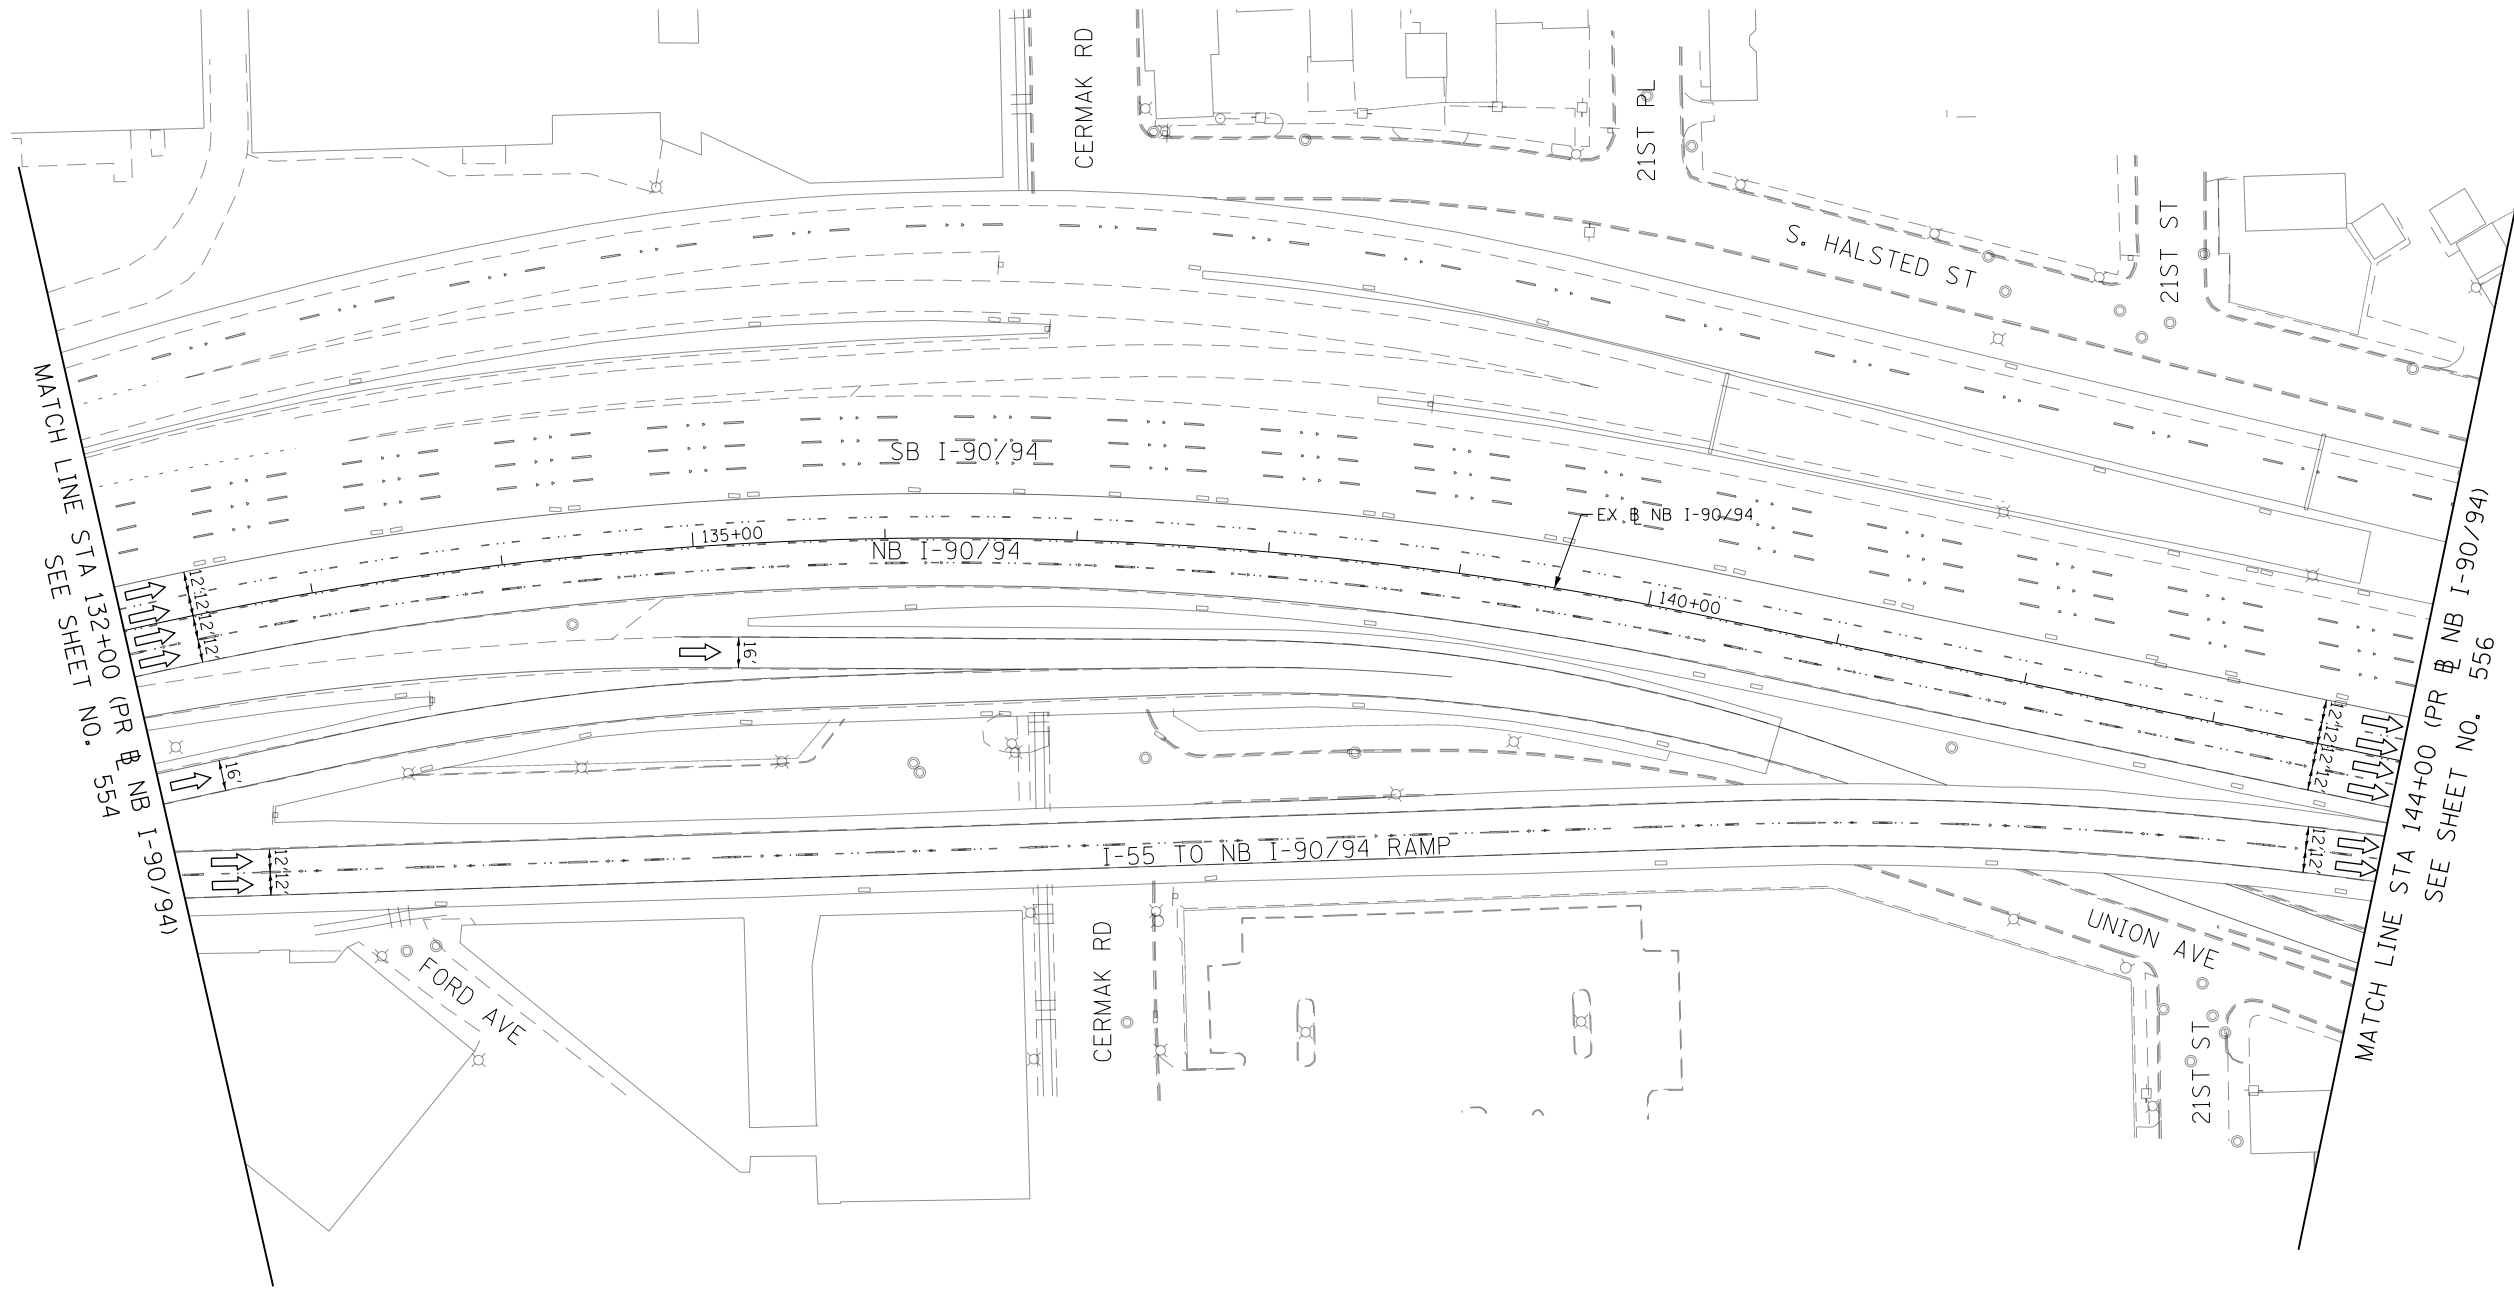 CERMAK RD
21ST PL
S. HALSTED ST
21ST ST
MATCH LINE STA 132+00 (PR BL NB I-90/94)
SEE SHEET NO. 554
SB I-90/94
135+00
NB I-90/94
EX BL NB I-90/94
140+00
12'
12'
12'
12'
16'
16'
12'
12'
12'
12'
I-55 TO NB I-90/94 RAMP
12'
12'
12'
12'
FORD AVE
CERMAK RD
UNION AVE
21ST ST
MATCH LINE STA 144+00 (PR BL NB I-90/94)
SEE SHEET NO. 556